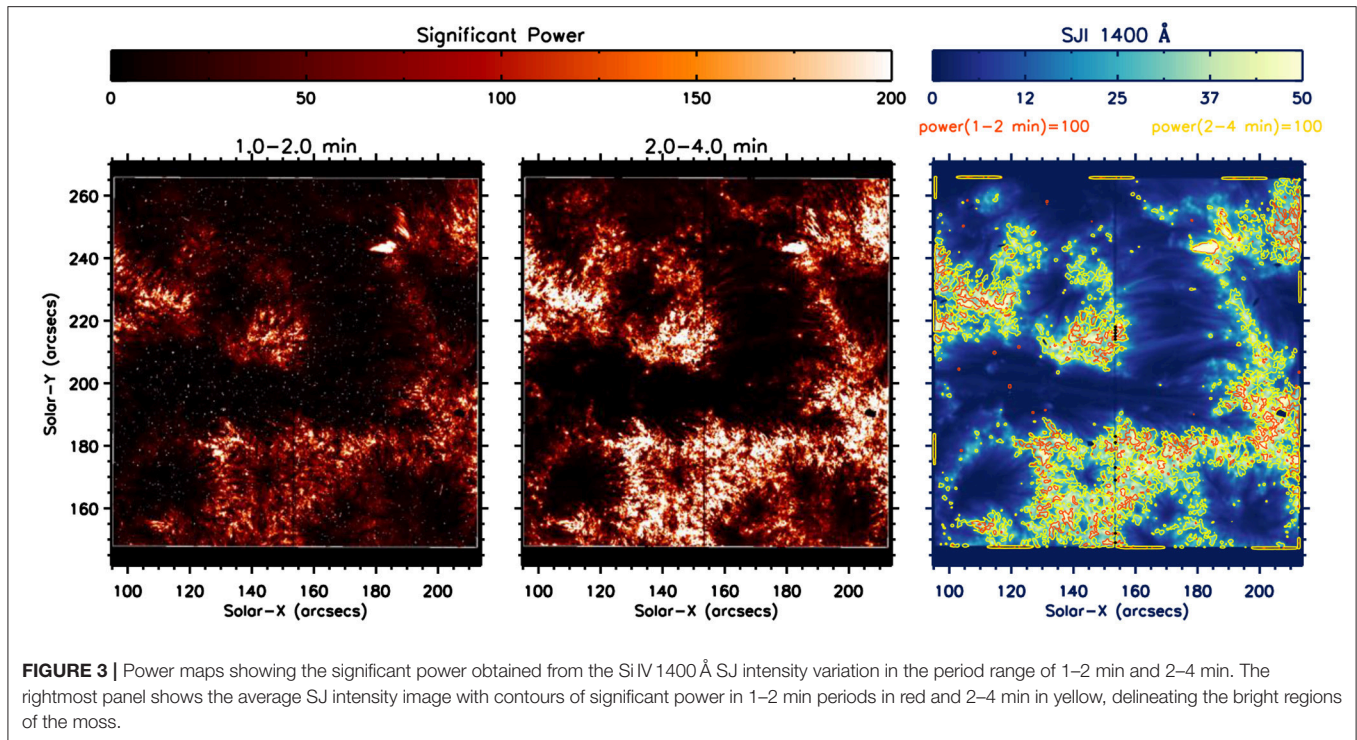 Significant Power
SJI 1400 Å
0 50 100 150 200
0 12 25 37 50
power(1-2 min)=100 power(2-4 min)=100
1.0-2.0 min
2.0-4.0 min
Solar-Y (arcsecs)
260
240
220
200
180
160
100 120 140 160 180 200
100 120 140 160 180 200
100 120 140 160 180 200
Solar-X (arcsecs)
Solar-X (arcsecs)
Solar-X (arcsecs)
FIGURE 3 | Power maps showing the significant power obtained from the Si IV 1400 Å SJ intensity variation in the period range of 1–2 min and 2–4 min. The
rightmost panel shows the average SJ intensity image with contours of significant power in 1–2 min periods in red and 2–4 min in yellow, delineating the bright regions
of the moss.